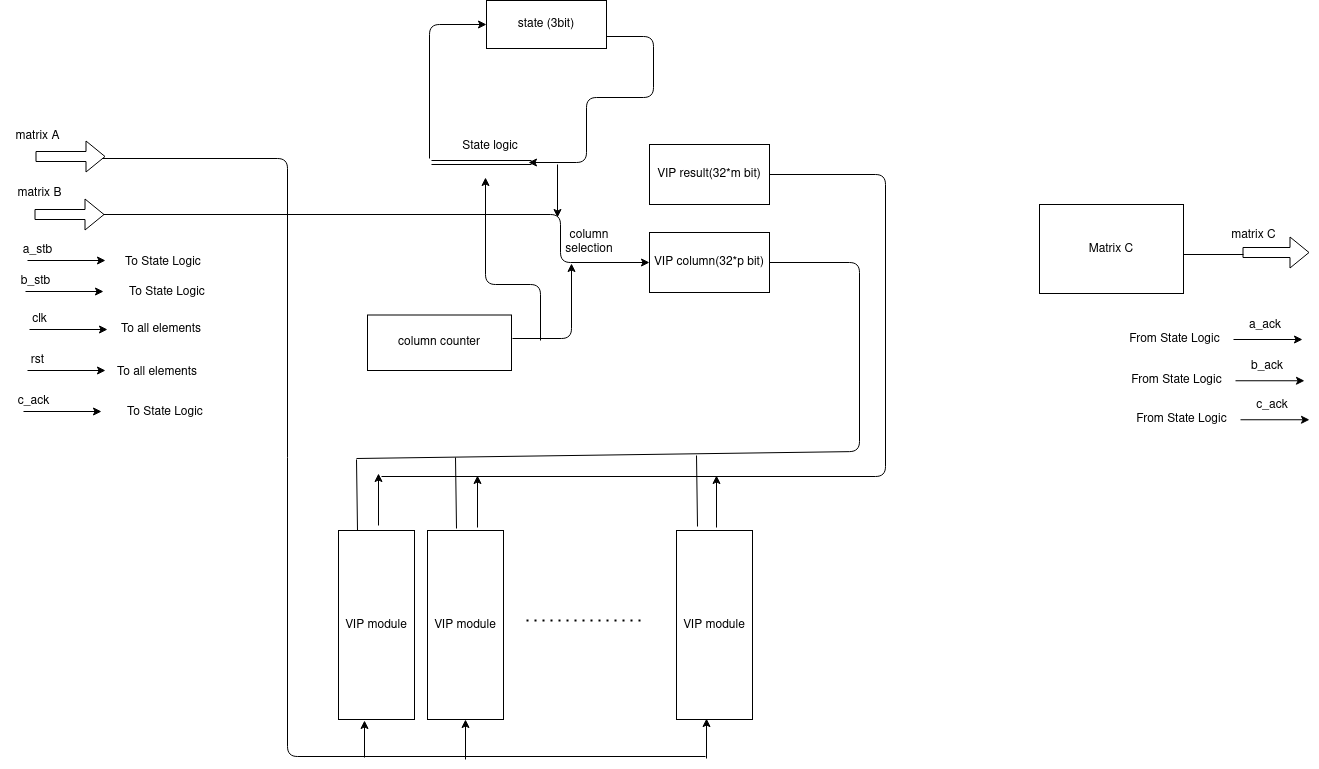 state (3bit)
matrix A
State logic
VIP result(32*m bit)
matrix B
column
selection
matrix C
Matrix C
a_stb
To State Logic
VIP column(32*p bit)
b_stb
To State Logic
clk
To all elements
column counter
From State Logic
a_ack
rst
To all elements
From State Logic
b_ack
c_ack
To State Logic
From State Logic
c_ack
VIP module
VIP module
VIP module